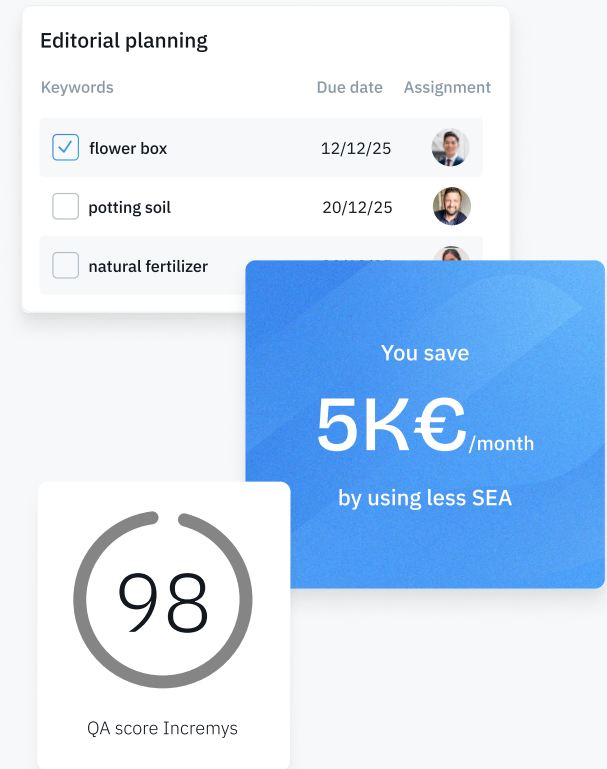 Editorial planning
Keywords Due date Assignment
flower box 12/12/25
potting soil 20/12/25
natural fertilizer
You save
5K€/month
by using less SEA
98
QA score Incremys